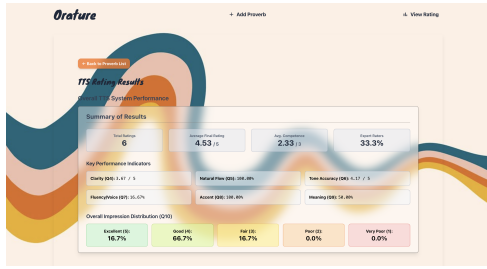 Orature
+ Add Proverb
View Rating
← Back to Proverb List
TTS Rating Results
Overall TTS System Performance
Summary of Results
Total Ratings
6
Average Final Rating
4.53 / 5
Avg. Competence
2.33 / 3
Expert Raters
33.3%
Key Performance Indicators
Clarity (Q4): 3.67 / 5
Natural Flow (Q5): 100.00%
Tone Accuracy (Q6): 4.17 / 5
Fluency/Voice (Q7): 16.67%
Accent (Q8): 100.00%
Meaning (Q9): 50.00%
Overall Impression Distribution (Q10)
Excellent (5):
16.7%
Good (4):
66.7%
Fair (3):
16.7%
Poor (2):
0.0%
Very Poor (1):
0.0%